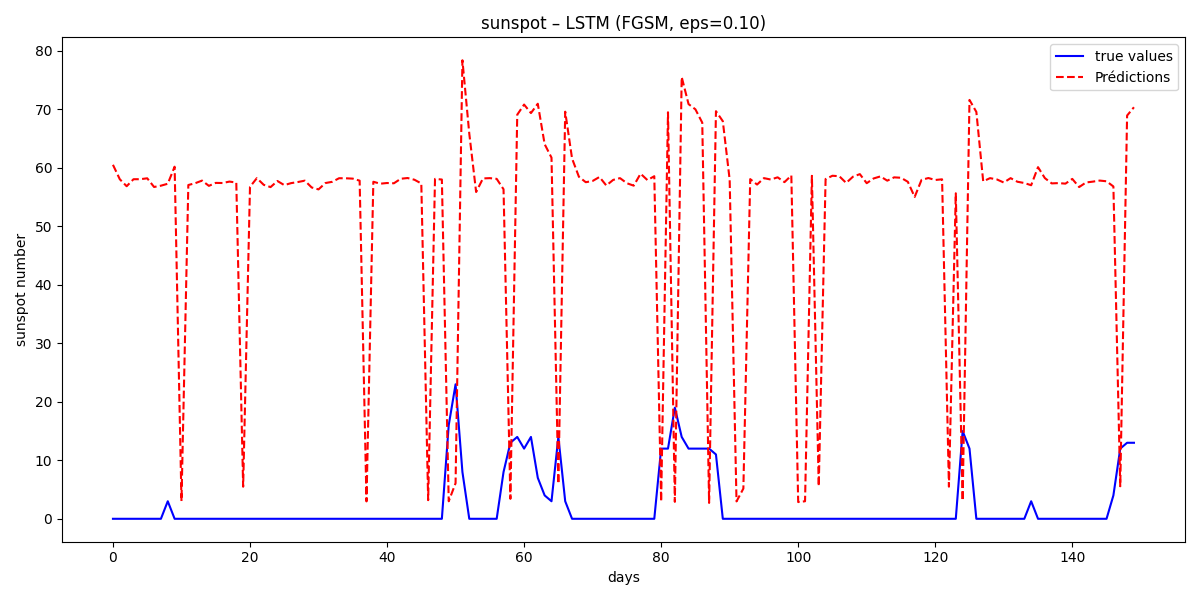 sunspot – LSTM (FGSM, eps=0.10)
true values
Prédictions
sunspot number
80
70
60
50
40
30
20
10
0
0 20 40 60 80 100 120 140
days